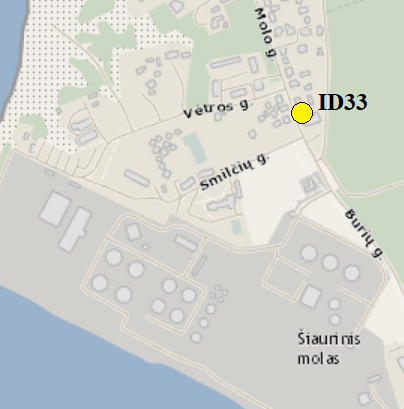 Molo g.
ID33
Vėtros g.
Smilčių g.
Burių g.
Šiaurinis
molas